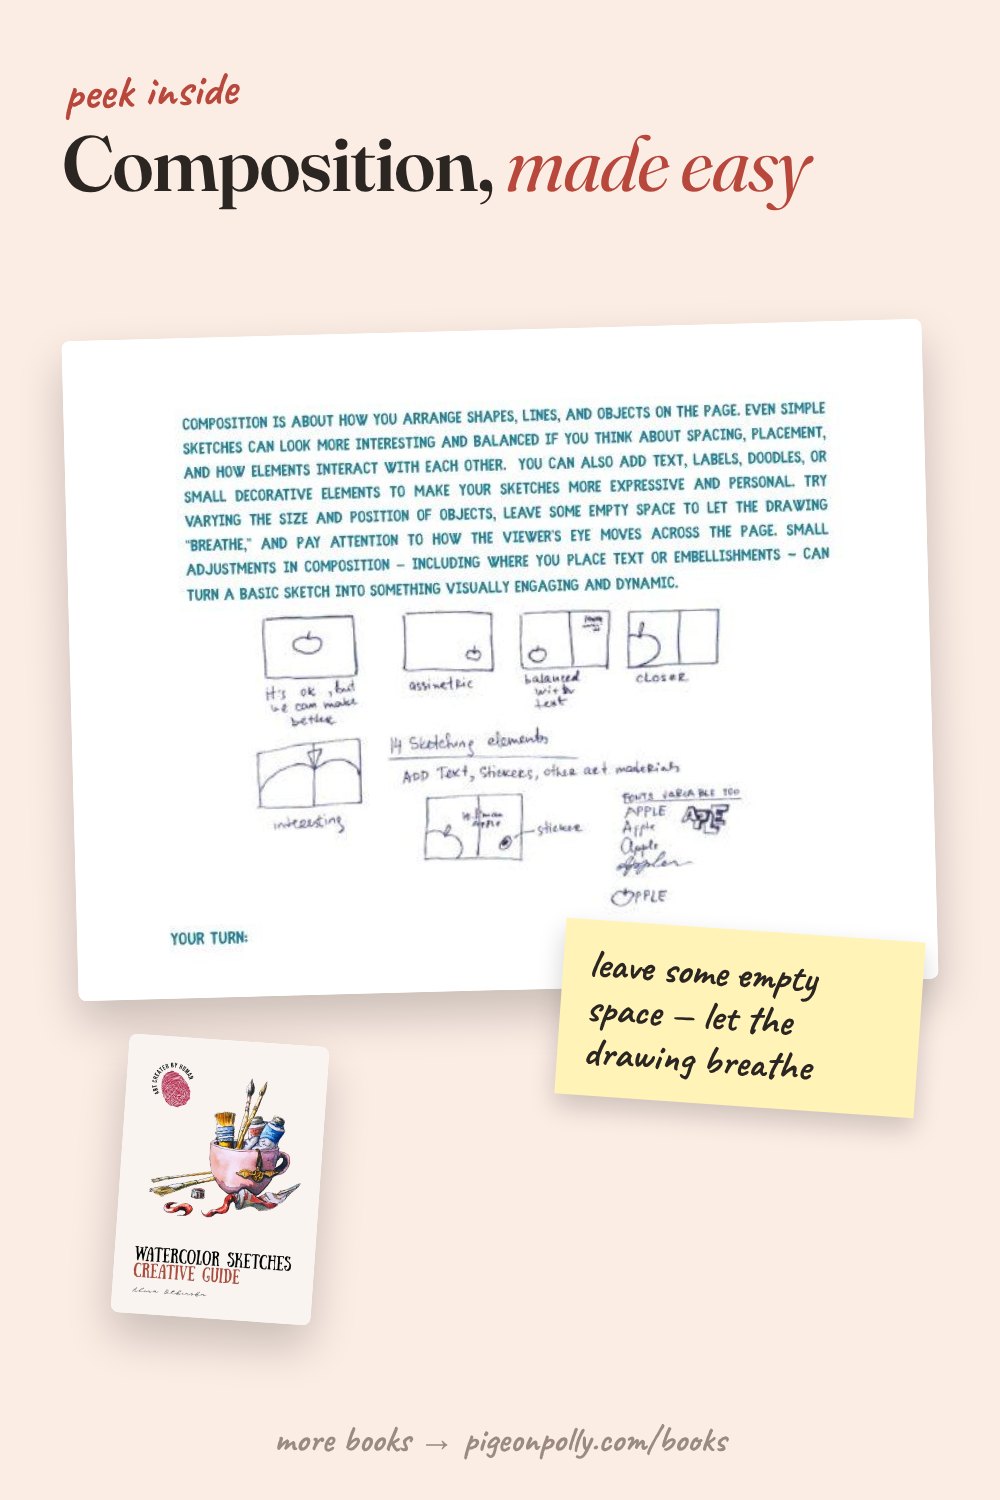 peek inside
Composition, made easy
COMPOSITION IS ABOUT HOW YOU ARRANGE SHAPES, LINES, AND OBJECTS ON THE PAGE. EVEN SIMPLE
SKETCHES CAN LOOK MORE INTERESTING AND BALANCED IF YOU THINK ABOUT SPACING, PLACEMENT,
AND HOW ELEMENTS INTERACT WITH EACH OTHER. YOU CAN ALSO ADD TEXT, LABELS, DOODLES, OR
SMALL DECORATIVE ELEMENTS TO MAKE YOUR SKETCHES MORE EXPRESSIVE AND PERSONAL. TRY
VARYING THE SIZE AND POSITION OF OBJECTS, LEAVE SOME EMPTY SPACE TO LET THE DRAWING
"BREATHE," AND PAY ATTENTION TO HOW THE VIEWER'S EYE MOVES ACROSS THE PAGE. SMALL
ADJUSTMENTS IN COMPOSITION – INCLUDING WHERE YOU PLACE TEXT OR EMBELLISHMENTS – CAN
TURN A BASIC SKETCH INTO SOMETHING VISUALLY ENGAGING AND DYNAMIC.
it's ok, but
we can make
better
assimetric
balanced
with
text
closer
interesting
14 Sketching elements
ADD Text, Stickers, other art materials
Apple
sticker
FONTS VARIABLE TOO
APPLE
Apple
Apple
APPLE
YOUR TURN:
leave some empty
space – let the
drawing breathe
ART CREATED BY HUMAN
WATERCOLOR SKETCHES
CREATIVE GUIDE
more books → pigeonpolly.com/books